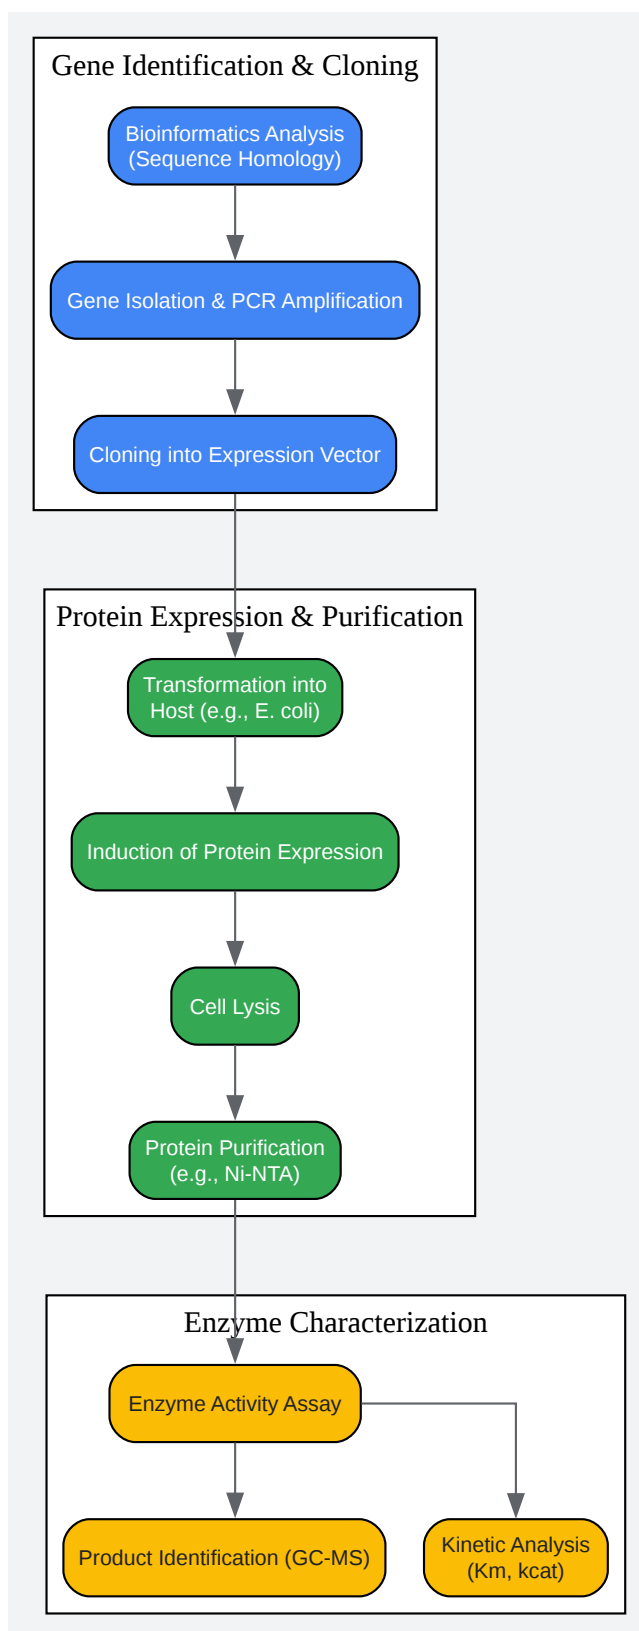 Gene Identification & Cloning
Bioinformatics Analysis
(Sequence Homology)
Gene Isolation & PCR Amplification
Cloning into Expression Vector
Protein Expression & Purification
Transformation into
Host (e.g., E. coli)
Induction of Protein Expression
Cell Lysis
Protein Purification
(e.g., Ni-NTA)
Enzyme Characterization
Enzyme Activity Assay
Product Identification (GC-MS)
Kinetic Analysis
(Km, kcat)